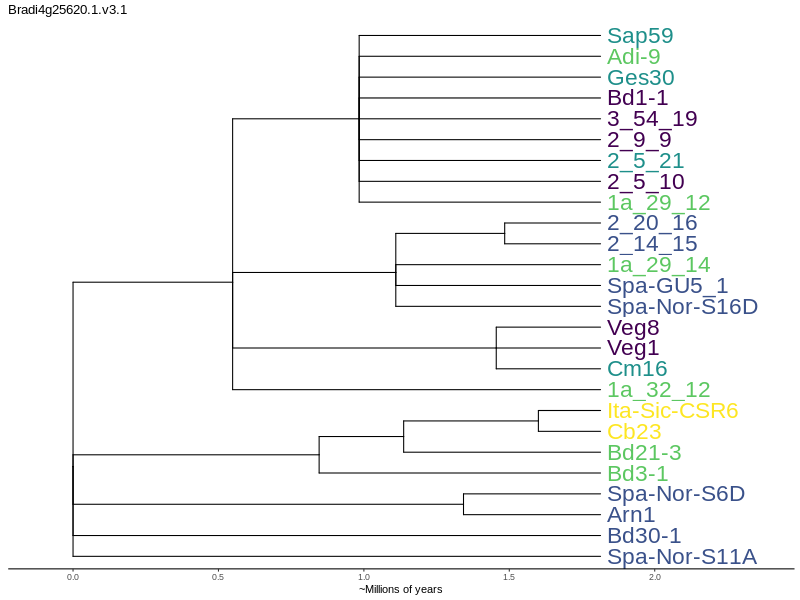 Bradi4g25620.1.v3.1
Sap59
Adi-9
Ges30
Bd1-1
3_54_19
2_9_9
2_5_21
2_5_10
1a_29_12
2_20_16
2_14_15
1a_29_14
Spa-GU5_1
Spa-Nor-S16D
Veg8
Veg1
Cm16
1a_32_12
Ita-Sic-CSR6
Cb23
Bd21-3
Bd3-1
Spa-Nor-S6D
Arn1
Bd30-1
Spa-Nor-S11A
0.0 0.5 1.0 1.5 2.0
~Millions of years